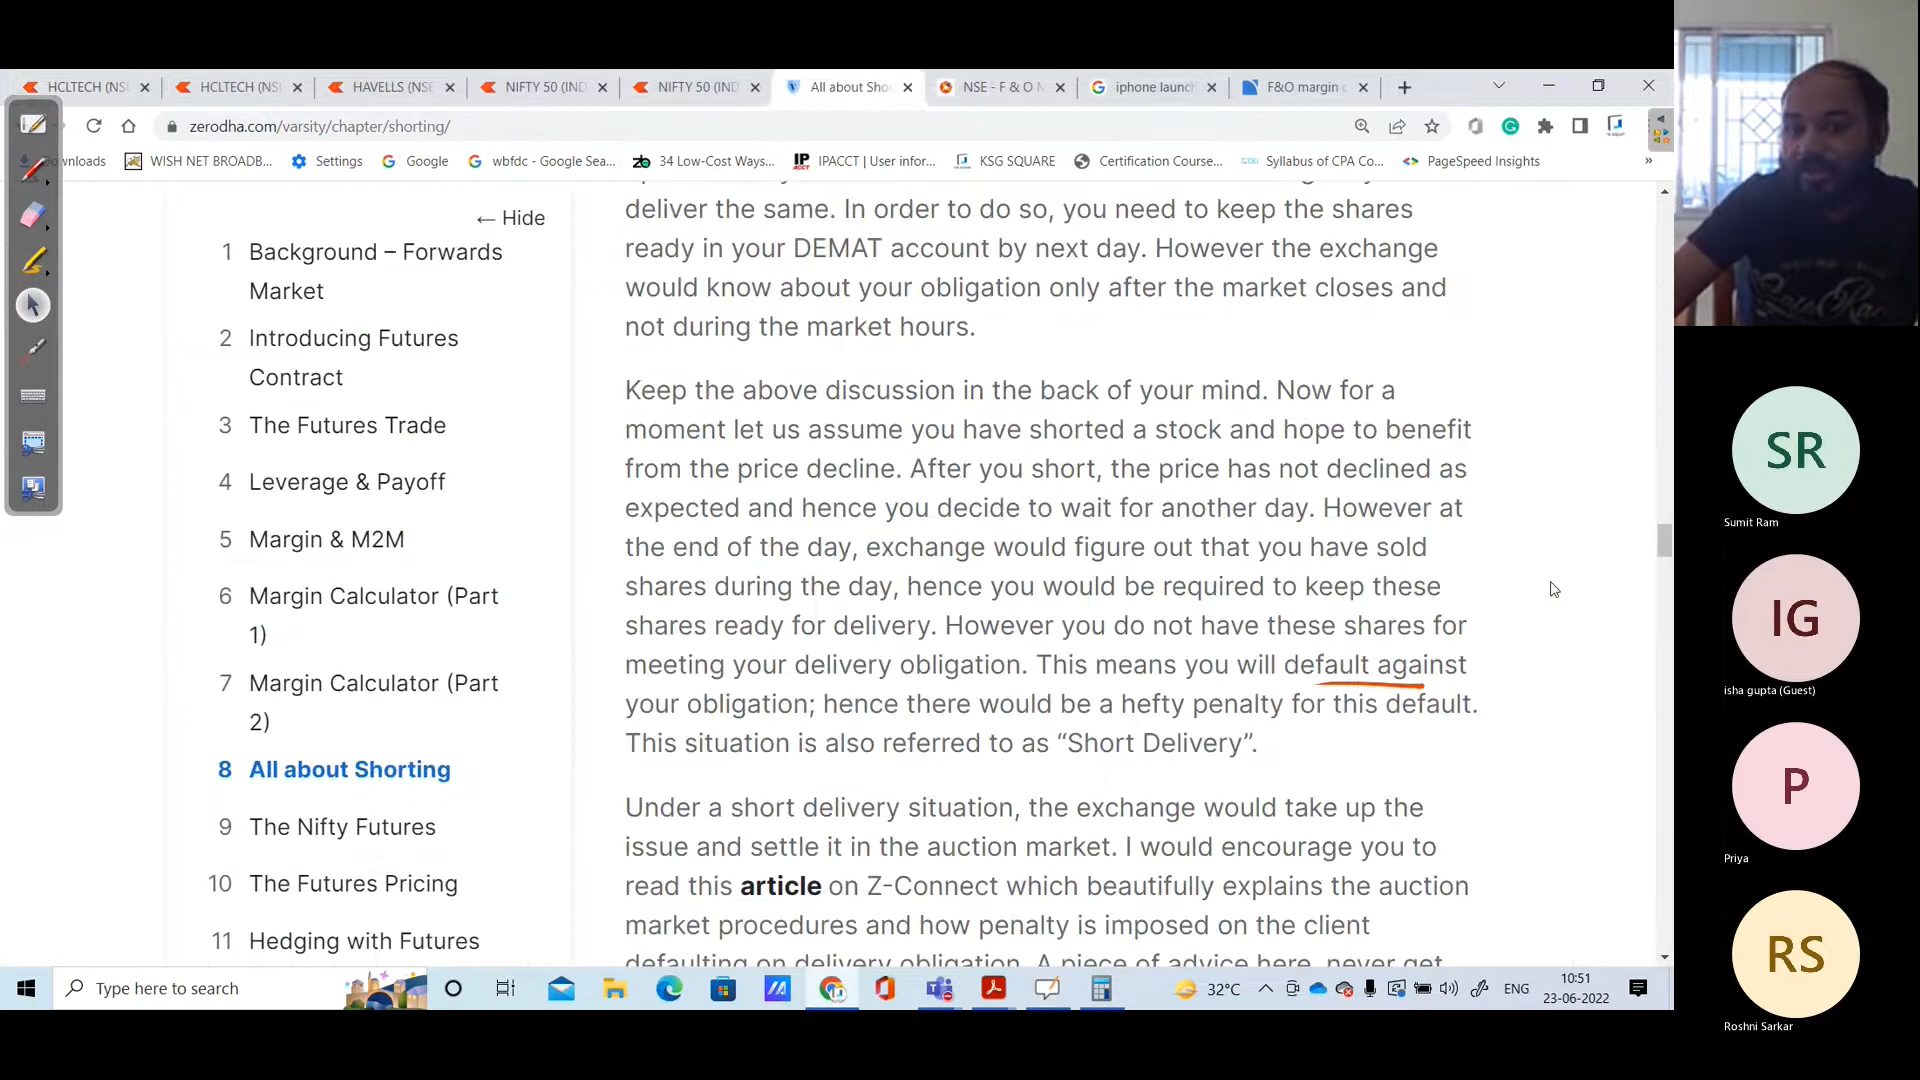 HCLTECH (NSE
HCLTECH (NSE
HAVELLS (NSE
NIFTY 50 (IND
NIFTY 50 (IND
All about Shor
NSE - F & O M
iphone launch
F&O margin c
zerodha.com/varsity/chapter/shorting/
ownloads
WISH NET BROADB...
Settings
Google
wbfdc - Google Sea...
34 Low-Cost Ways...
IPACCT | User infor...
KSG SQUARE
Certification Course...
Syllabus of CPA Co...
PageSpeed Insights
»
← Hide
1 Background – Forwards
Market
2 Introducing Futures
Contract
3 The Futures Trade
4 Leverage & Payoff
5 Margin & M2M
6 Margin Calculator (Part
1)
7 Margin Calculator (Part
2)
8 All about Shorting
9 The Nifty Futures
10 The Futures Pricing
11 Hedging with Futures
deliver the same. In order to do so, you need to keep the shares
ready in your DEMAT account by next day. However the exchange
would know about your obligation only after the market closes and
not during the market hours.
Keep the above discussion in the back of your mind. Now for a
moment let us assume you have shorted a stock and hope to benefit
from the price decline. After you short, the price has not declined as
expected and hence you decide to wait for another day. However at
the end of the day, exchange would figure out that you have sold
shares during the day, hence you would be required to keep these
shares ready for delivery. However you do not have these shares for
meeting your delivery obligation. This means you will default against
your obligation; hence there would be a hefty penalty for this default.
This situation is also referred to as “Short Delivery”.
Under a short delivery situation, the exchange would take up the
issue and settle it in the auction market. I would encourage you to
read this article on Z-Connect which beautifully explains the auction
market procedures and how penalty is imposed on the client
defaulting on delivery obligation. A piece of advice here, never get
Type here to search
32°C
ENG
10:51
23-06-2022
SR
Sumit Ram
IG
isha gupta (Guest)
P
Priya
RS
Roshni Sarkar